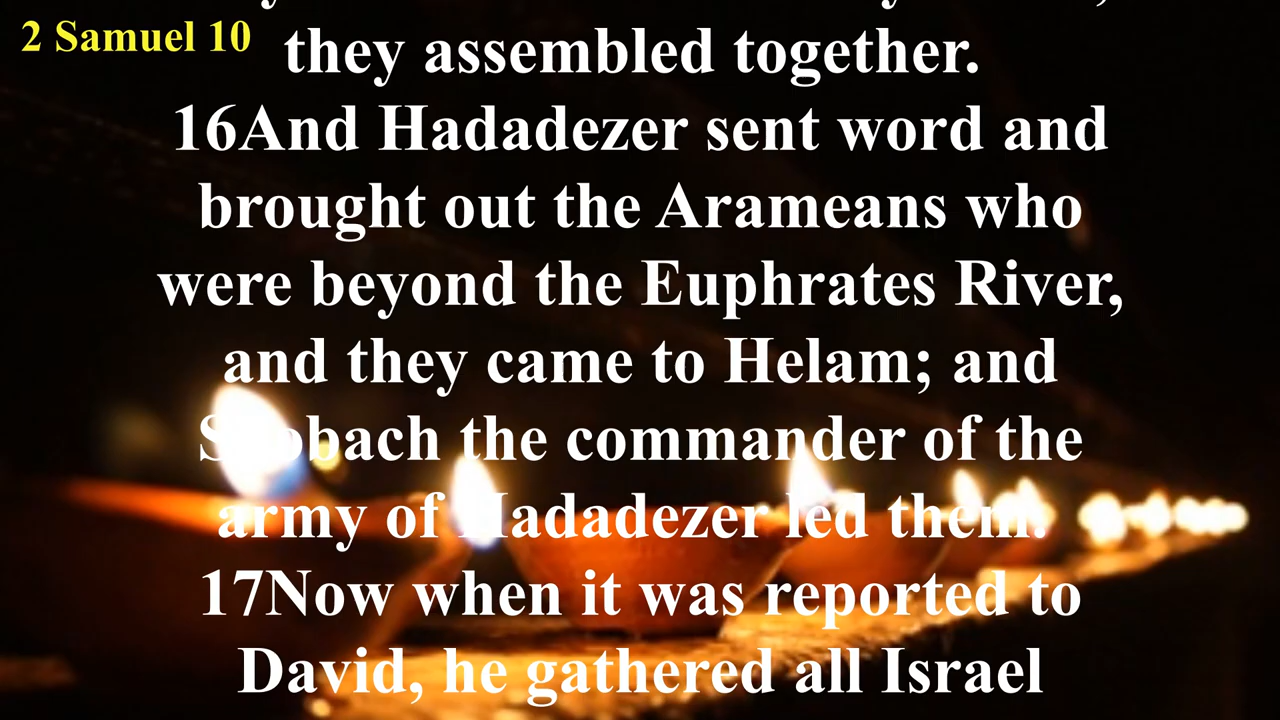 2 Samuel 10
they assembled together.
16And Hadadezer sent word and
brought out the Arameans who
were beyond the Euphrates River,
and they came to Helam; and
Shobach the commander of the
army of Hadadezer led them.
17Now when it was reported to
David, he gathered all Israel